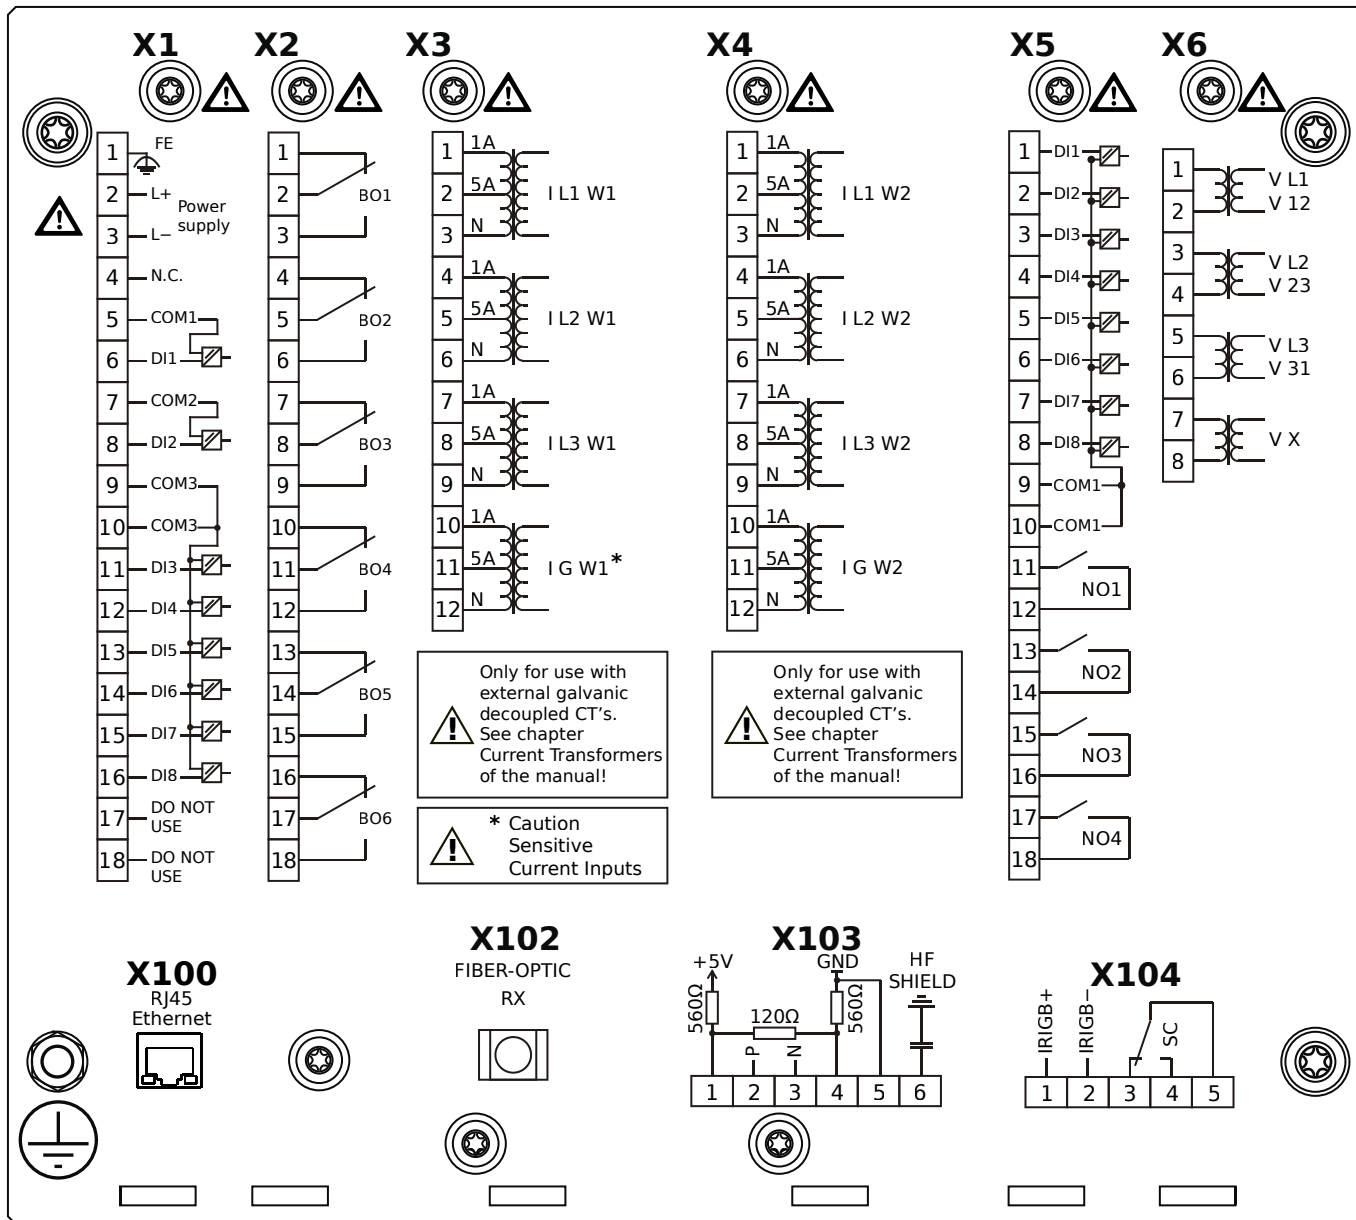 X1
1 FE
2 L+ Power
supply
3 L−
4 N.C.
5 COM1
6 DI1
7 COM2
8 DI2
9 COM3
10 COM3
11 DI3
12 DI4
13 DI5
14 DI6
15 DI7
16 DI8
17 DO NOT
USE
18 DO NOT
USE
X2
1
2 BO1
3
4
5 BO2
6
7
8 BO3
9
10
11 BO4
12
13
14 BO5
15
16
17 BO6
18
X3
1 1A
2 5A I L1 W1
3 N
4 1A
5 5A I L2 W1
6 N
7 1A
8 5A I L3 W1
9 N
10 1A
11 5A I G W1*
12 N
! Only for use with
external galvanic
decoupled CT's.
See chapter
Current Transformers
of the manual!
! * Caution
Sensitive
Current Inputs
X4
1 1A
2 5A I L1 W2
3 N
4 1A
5 5A I L2 W2
6 N
7 1A
8 5A I L3 W2
9 N
10 1A
11 5A I G W2
12 N
! Only for use with
external galvanic
decoupled CT's.
See chapter
Current Transformers
of the manual!
X5
1 DI1
2 DI2
3 DI3
4 DI4
5 DI5
6 DI6
7 DI7
8 DI8
9 COM1
10 COM1
11
NO1
12
13
NO2
14
15
NO3
16
17
NO4
18
X6
1 V L1
2 V 12
3 V L2
4 V 23
5 V L3
6 V 31
7
V X
8
X100
RJ45
Ethernet
X102
FIBER-OPTIC
RX
X103
+5V GND HF
SHIELD
560Ω 120Ω 560Ω
P N
1 2 3 4 5 6
X104
IRIGB+ IRIGB− SC
1 2 3 4 5